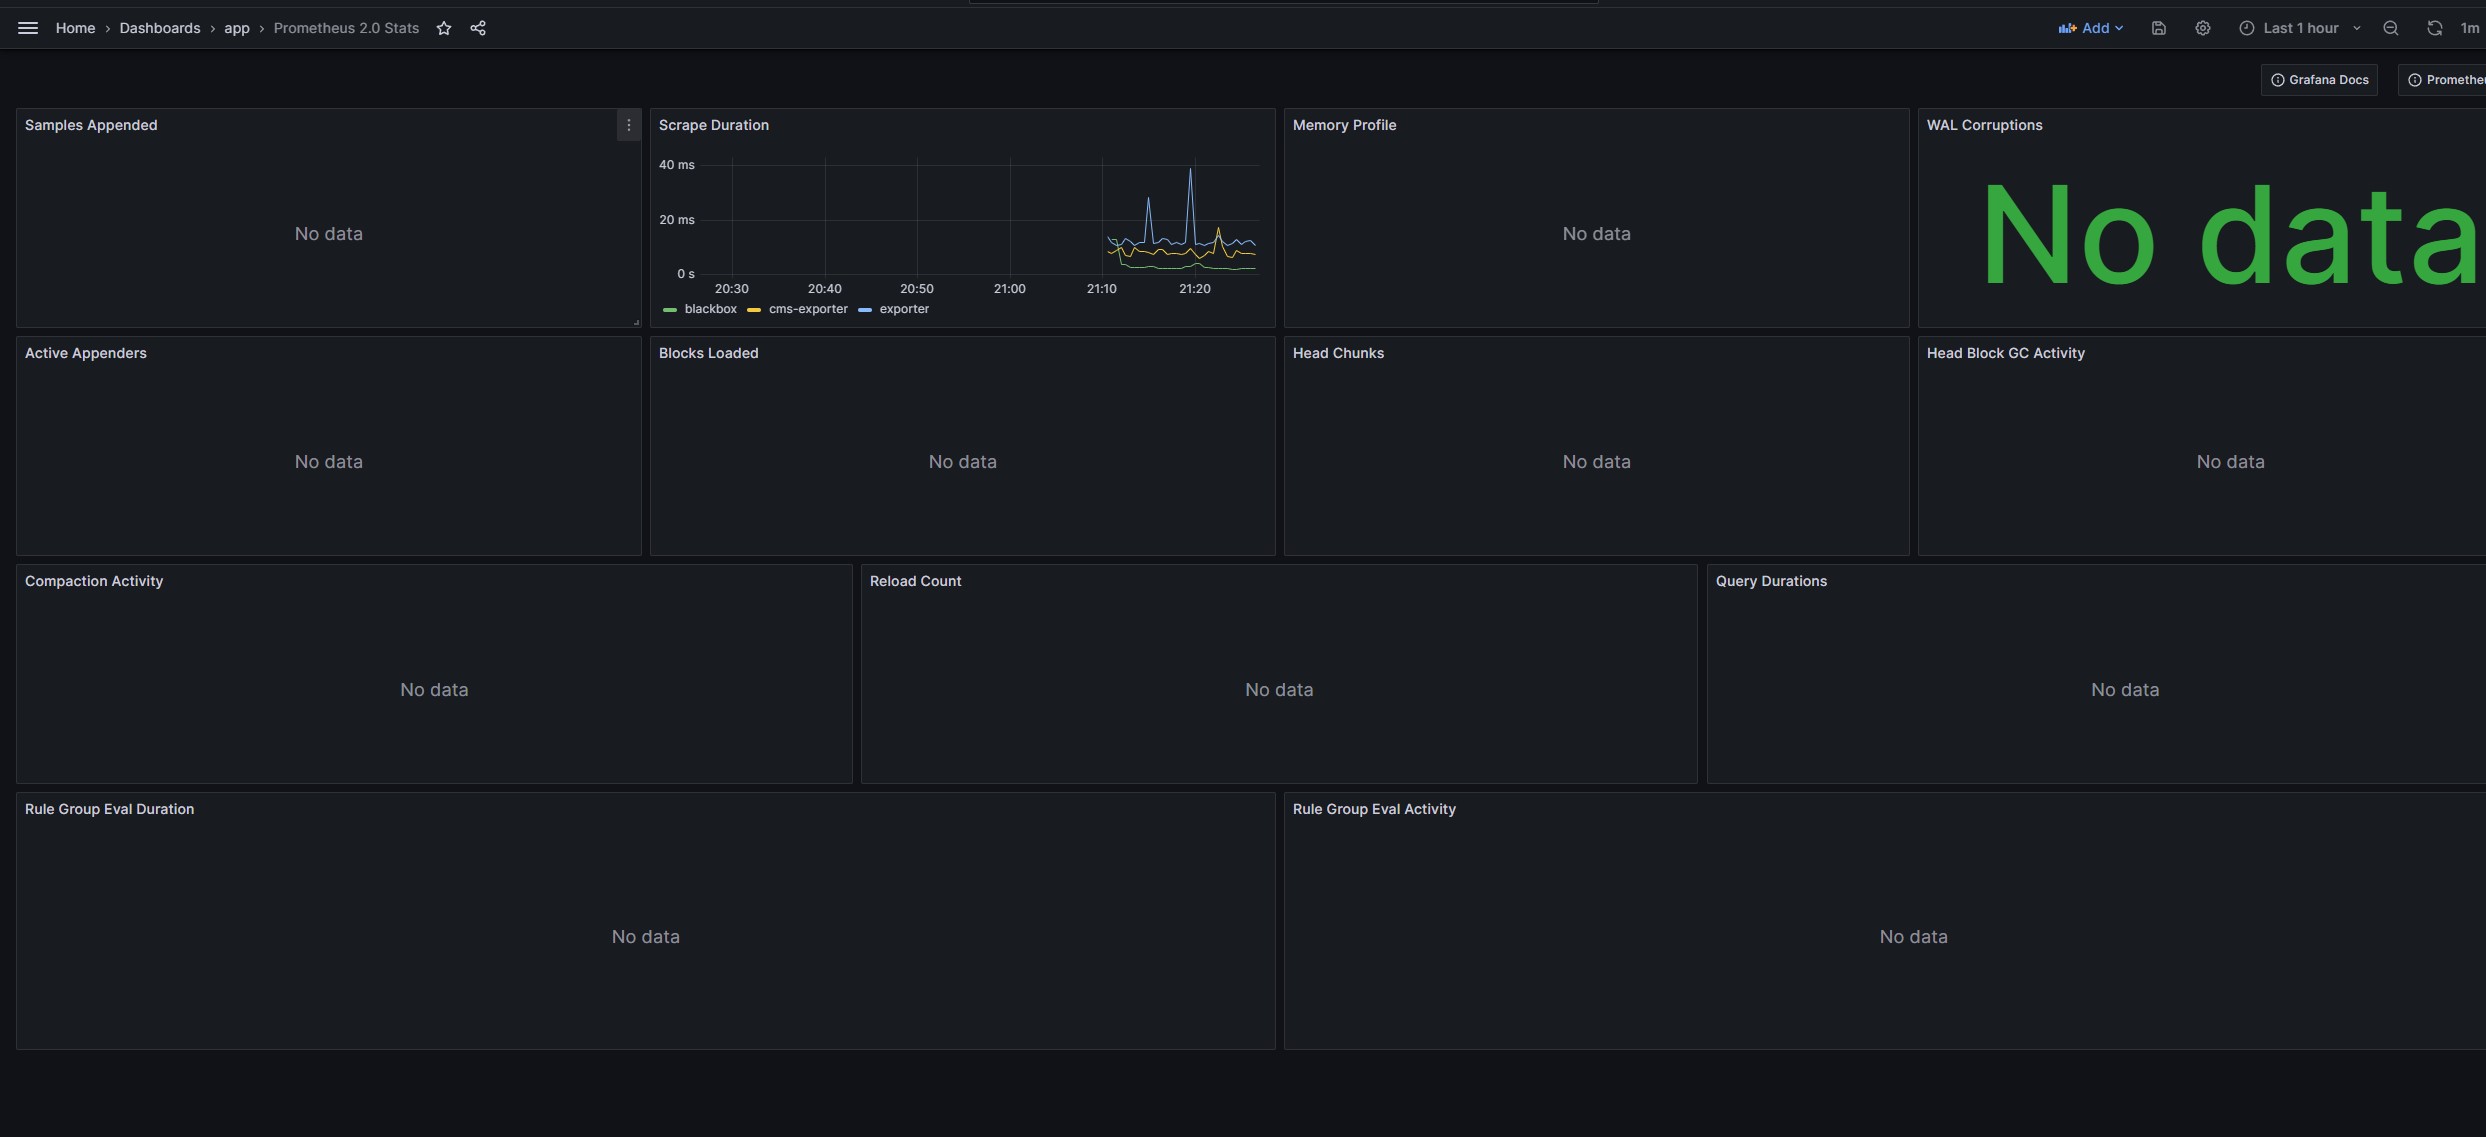 Home › Dashboards › app › Prometheus 2.0 Stats
Add
Last 1 hour
1m
Grafana Docs
Samples Appended
No data
Scrape Duration
40 ms
20 ms
0 s
20:30 20:40 20:50 21:00 21:10 21:20
blackbox cms-exporter exporter
Memory Profile
No data
WAL Corruptions
No data
Active Appenders
No data
Blocks Loaded
No data
Head Chunks
No data
Head Block GC Activity
No data
Compaction Activity
No data
Reload Count
No data
Query Durations
No data
Rule Group Eval Duration
No data
Rule Group Eval Activity
No data